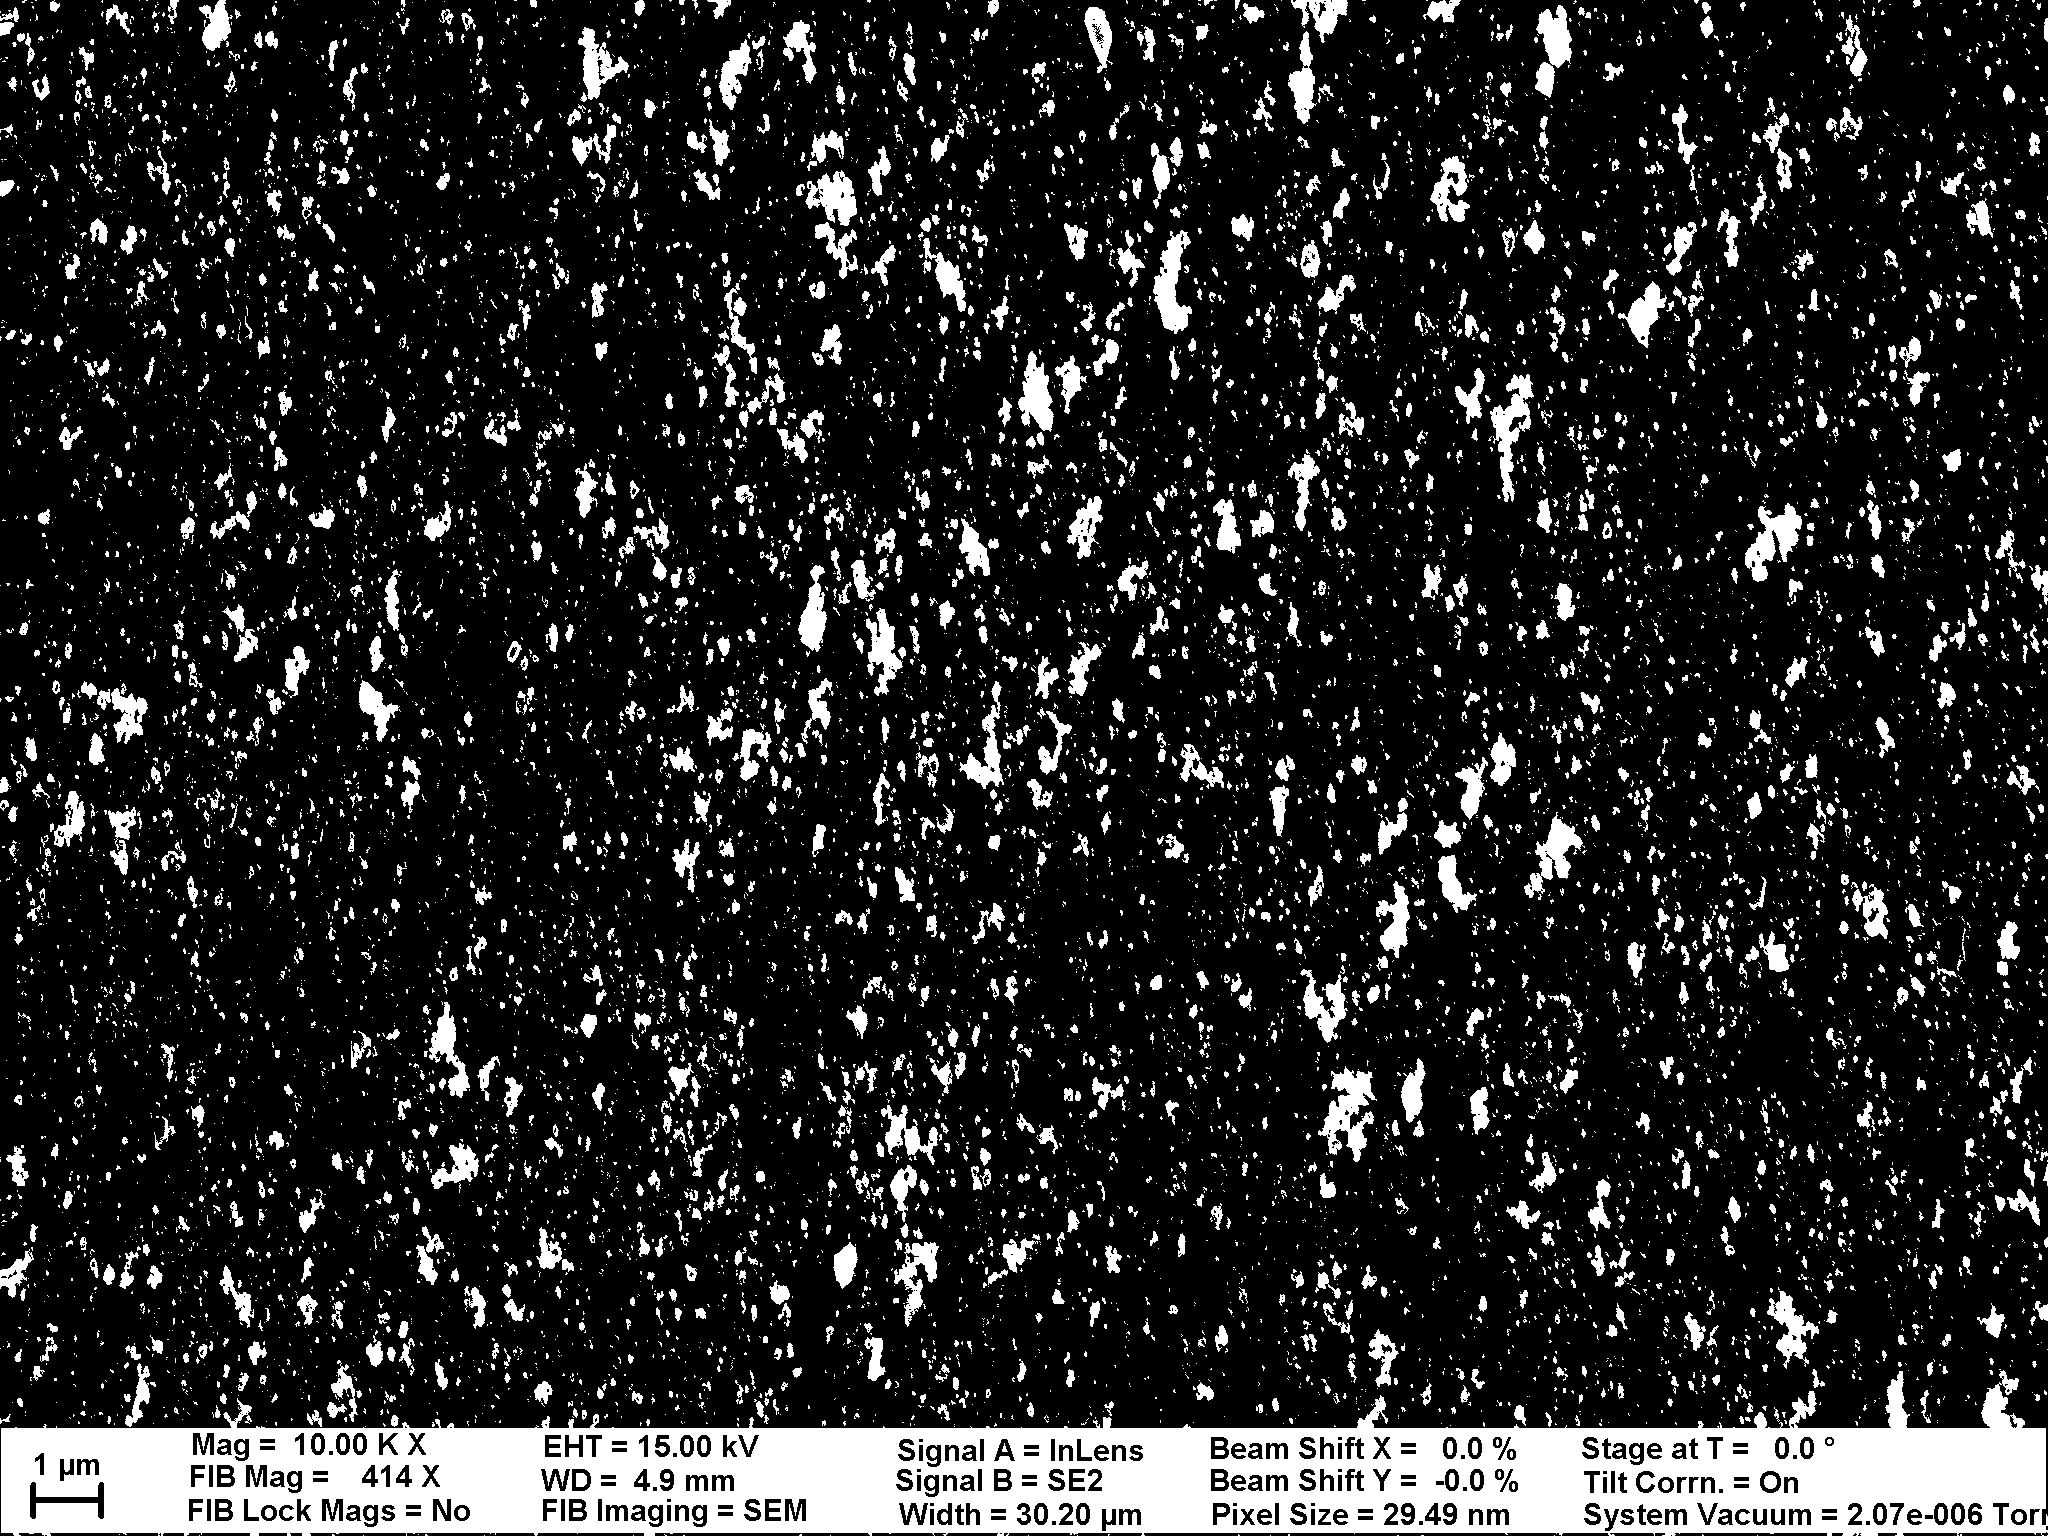 1 µm
Mag = 10.00 K X
FIB Mag = 414 X
FIB Lock Mags = No
EHT = 15.00 kV
WD = 4.9 mm
FIB Imaging = SEM
Signal A = InLens
Signal B = SE2
Width = 30.20 µm
Beam Shift X = 0.0 %
Beam Shift Y = -0.0 %
Pixel Size = 29.49 nm
Stage at T = 0.0 °
Tilt Corrn. = On
System Vacuum = 2.07e-006 Torr